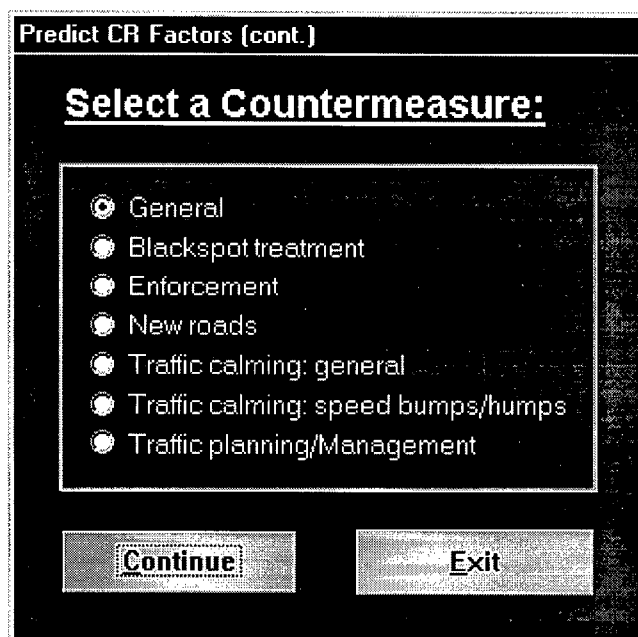 Predict CR Factors (cont.)
Select a Countermeasure:
General
Blackspot treatment
Enforcement
New roads
Traffic calming: general
Traffic calming: speed bumps/humps
Traffic planning/Management
Continue
Exit